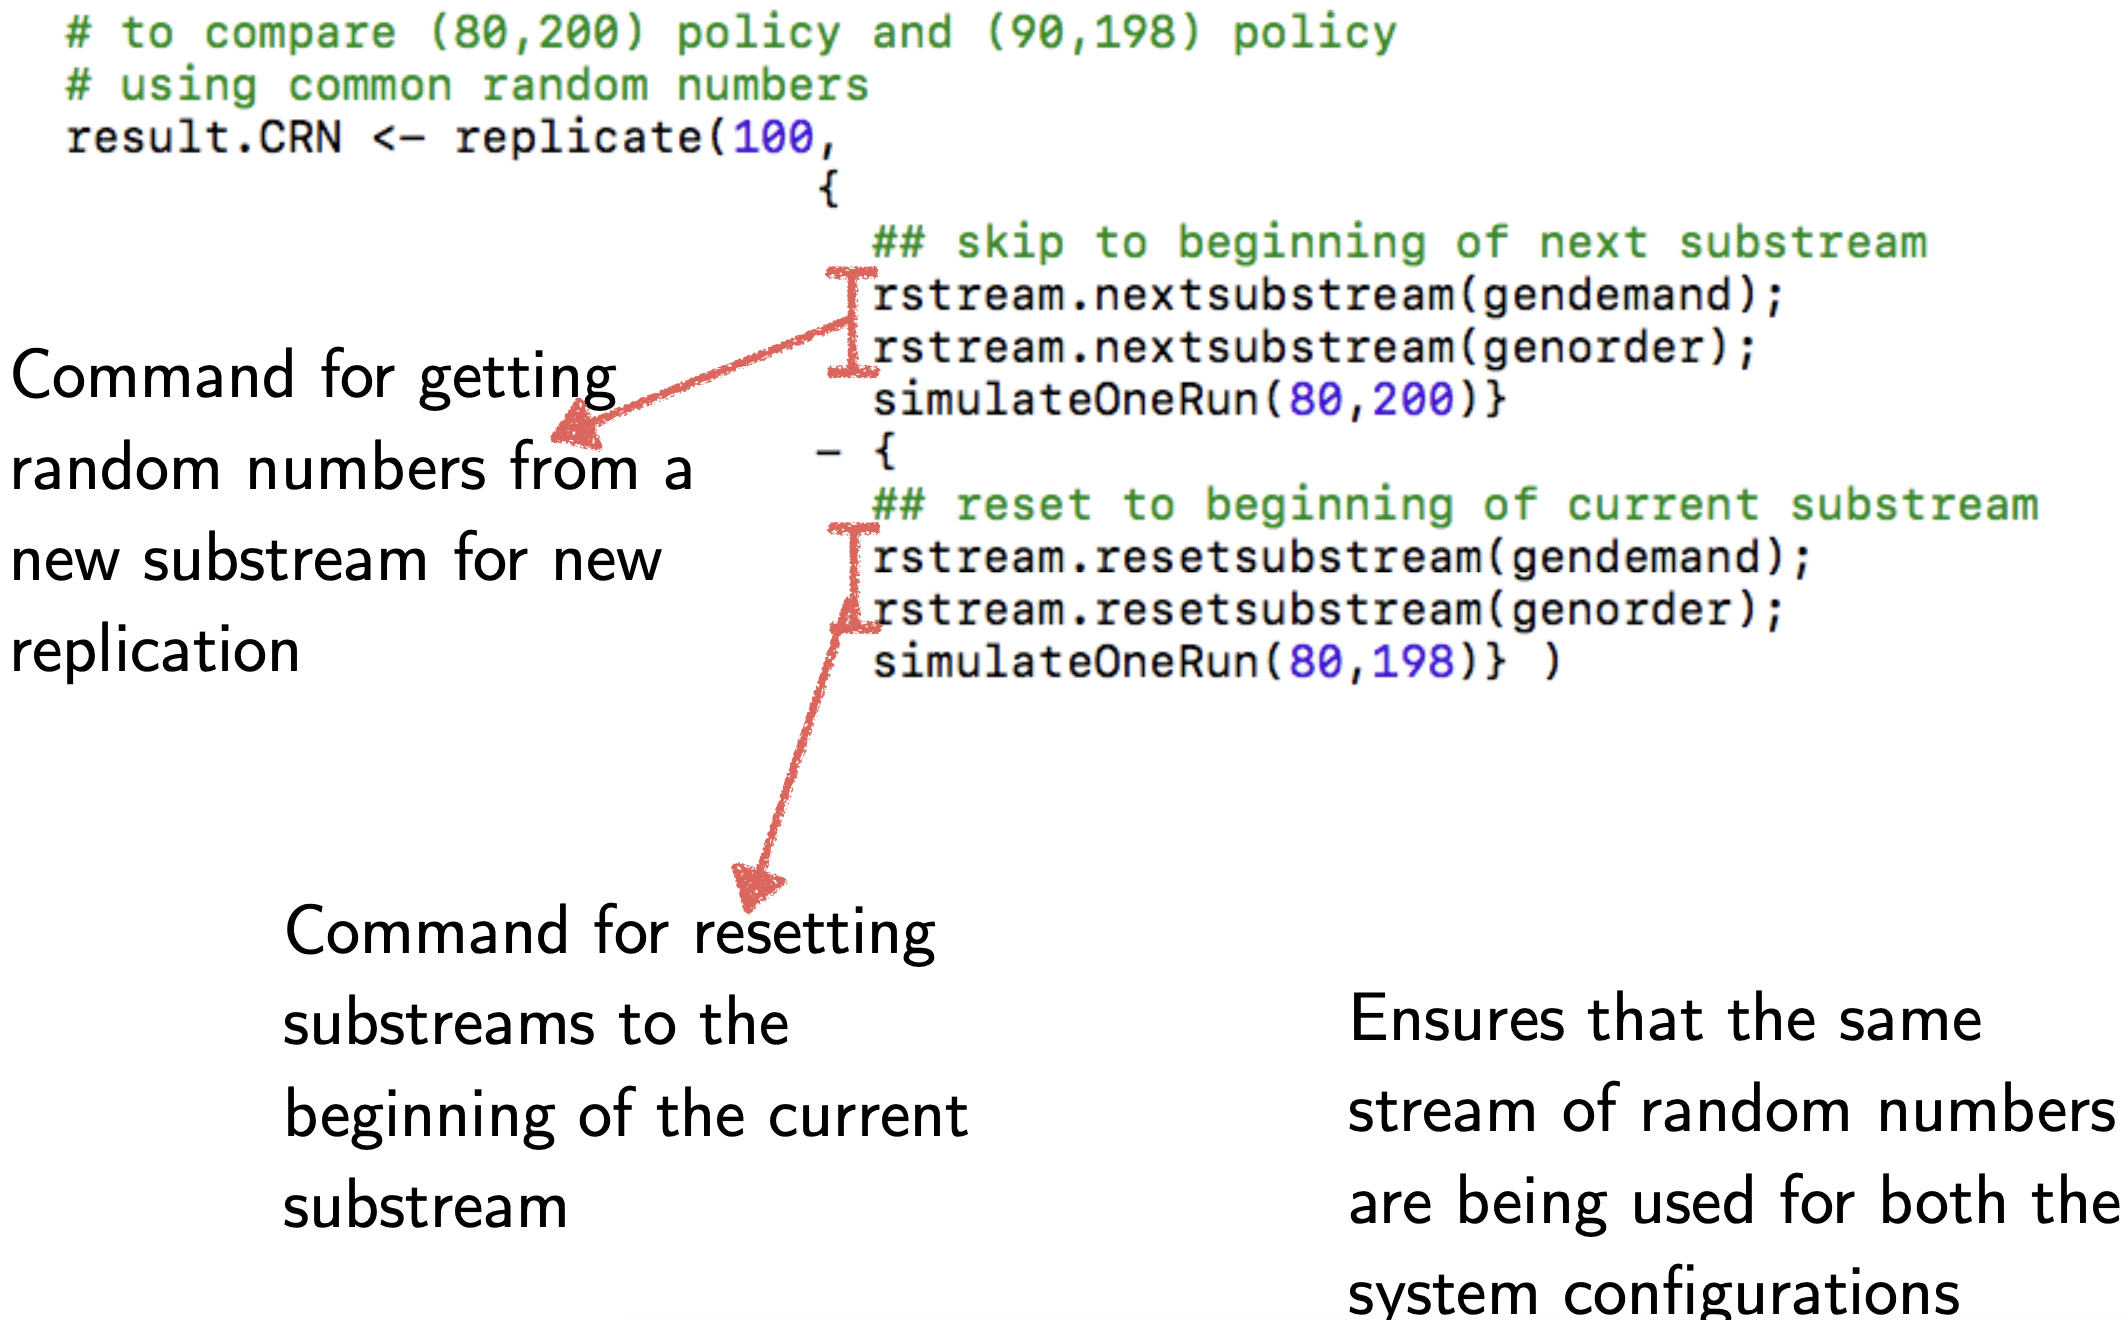 # to compare (80,200) policy and (90,198) policy
# using common random numbers
result.CRN <- replicate(100,
{
## skip to beginning of next substream
rstream.nextsubstream(gendemand);
rstream.nextsubstream(genorder);
simulateOneRun(80,200)}
- {
## reset to beginning of current substream
rstream.resetsubstream(gendemand);
rstream.resetsubstream(genorder);
simulateOneRun(80,198)} )
Command for getting
random numbers from a
new substream for new
replication
Command for resetting
substreams to the
beginning of the current
substream
Ensures that the same
stream of random numbers
are being used for both the
system configurations